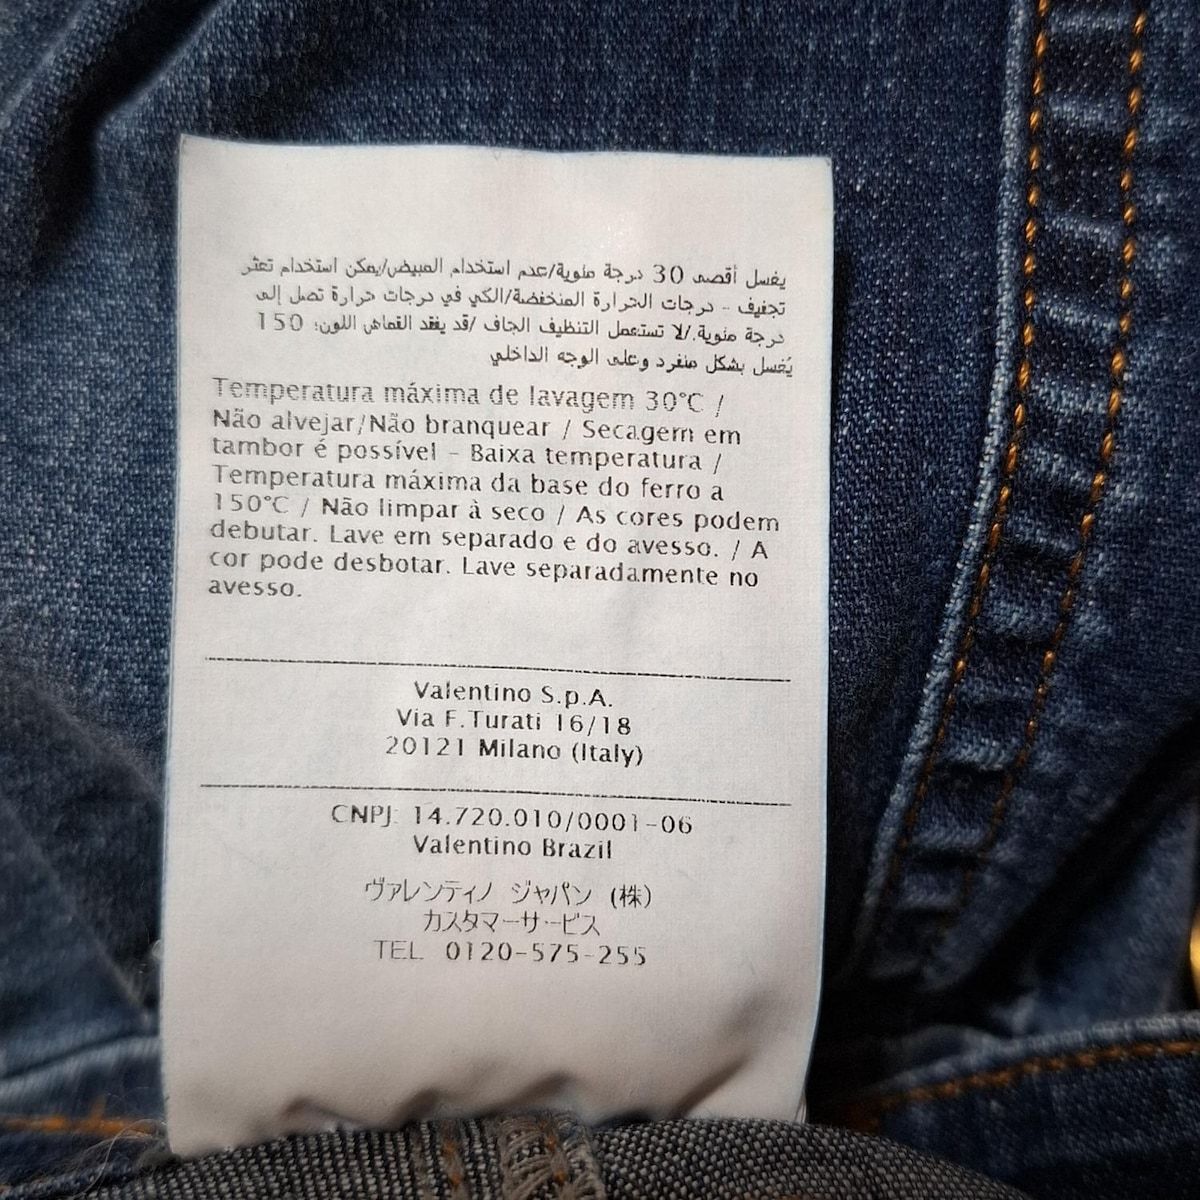 يغسل أقصى 30 درجة مئوية/عدم استخدام المبيض/يمكن استخدام تعثر
تجفيف - درجات الحرارة المنخفضة/الكي في درجات حرارة تصل إلى
درجة مئوية./لا تستعمل التنظيف الجاف /قد يفقد القماش اللون؛ 150
يُغسل بشكل منفرد وعلى الوجه الداخلي
Temperatura máxima de lavagem 30°C /
Não alvejar/Não branquear / Secagem em
tambor é possível - Baixa temperatura /
Temperatura máxima da base do ferro a
150°C / Não limpar à seco / As cores podem
debutar. Lave em separado e do avesso. / A
cor pode desbotar. Lave separadamente no
avesso.
Valentino S.p.A.
Via F.Turati 16/18
20121 Milano (Italy)
CNPJ: 14.720.010/0001-06
Valentino Brazil
ヴァレンティノ ジャパン (株)
カスタマーサービス
TEL 0120-575-255